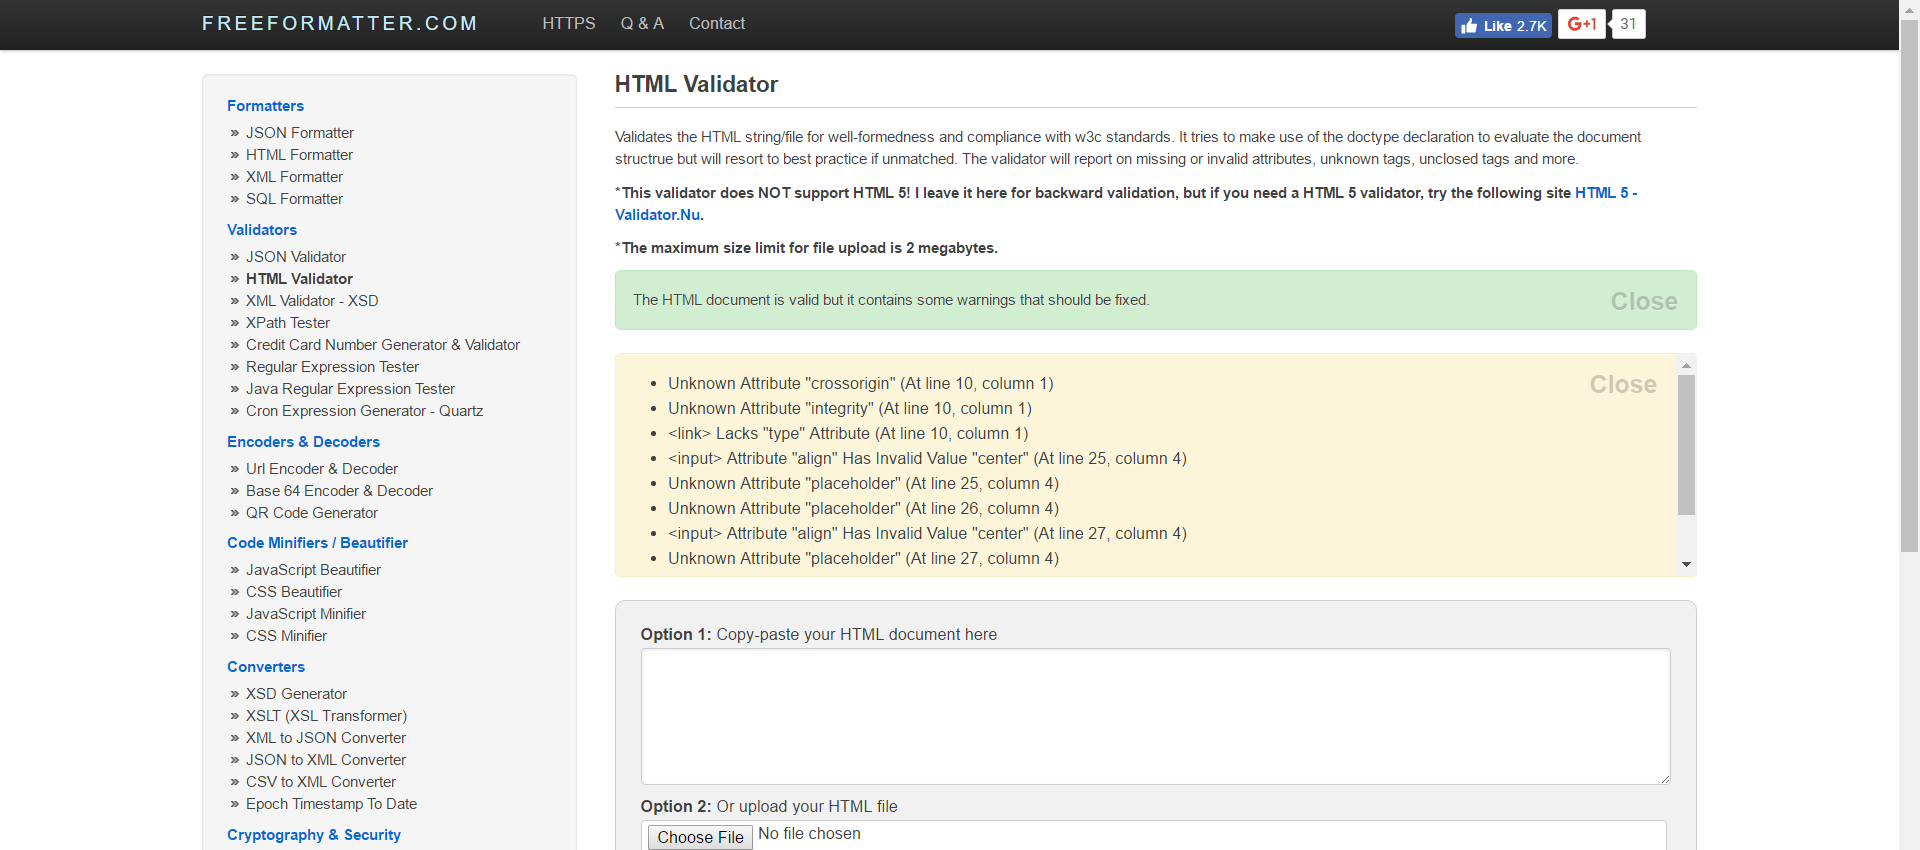 FREEFORMATTER.COM
HTTPS
Q & A
Contact
Like 2.7K
G+1
31
Formatters
» JSON Formatter
» HTML Formatter
» XML Formatter
» SQL Formatter
Validators
» JSON Validator
» HTML Validator
» XML Validator - XSD
» XPath Tester
» Credit Card Number Generator & Validator
» Regular Expression Tester
» Java Regular Expression Tester
» Cron Expression Generator - Quartz
Encoders & Decoders
» Url Encoder & Decoder
» Base 64 Encoder & Decoder
» QR Code Generator
Code Minifiers / Beautifier
» JavaScript Beautifier
» CSS Beautifier
» JavaScript Minifier
» CSS Minifier
Converters
» XSD Generator
» XSLT (XSL Transformer)
» XML to JSON Converter
» JSON to XML Converter
» CSV to XML Converter
» Epoch Timestamp To Date
Cryptography & Security
HTML Validator
Validates the HTML string/file for well-formedness and compliance with w3c standards. It tries to make use of the doctype declaration to evaluate the document
structrue but will resort to best practice if unmatched. The validator will report on missing or invalid attributes, unknown tags, unclosed tags and more.
*This validator does NOT support HTML 5! I leave it here for backward validation, but if you need a HTML 5 validator, try the following site HTML 5 -
Validator.Nu.
*The maximum size limit for file upload is 2 megabytes.
The HTML document is valid but it contains some warnings that should be fixed.
Close
Close
• Unknown Attribute "crossorigin" (At line 10, column 1)
• Unknown Attribute "integrity" (At line 10, column 1)
• <link> Lacks "type" Attribute (At line 10, column 1)
• <input> Attribute "align" Has Invalid Value "center" (At line 25, column 4)
• Unknown Attribute "placeholder" (At line 25, column 4)
• Unknown Attribute "placeholder" (At line 26, column 4)
• <input> Attribute "align" Has Invalid Value "center" (At line 27, column 4)
• Unknown Attribute "placeholder" (At line 27, column 4)
Option 1: Copy-paste your HTML document here
Option 2: Or upload your HTML file
Choose File No file chosen